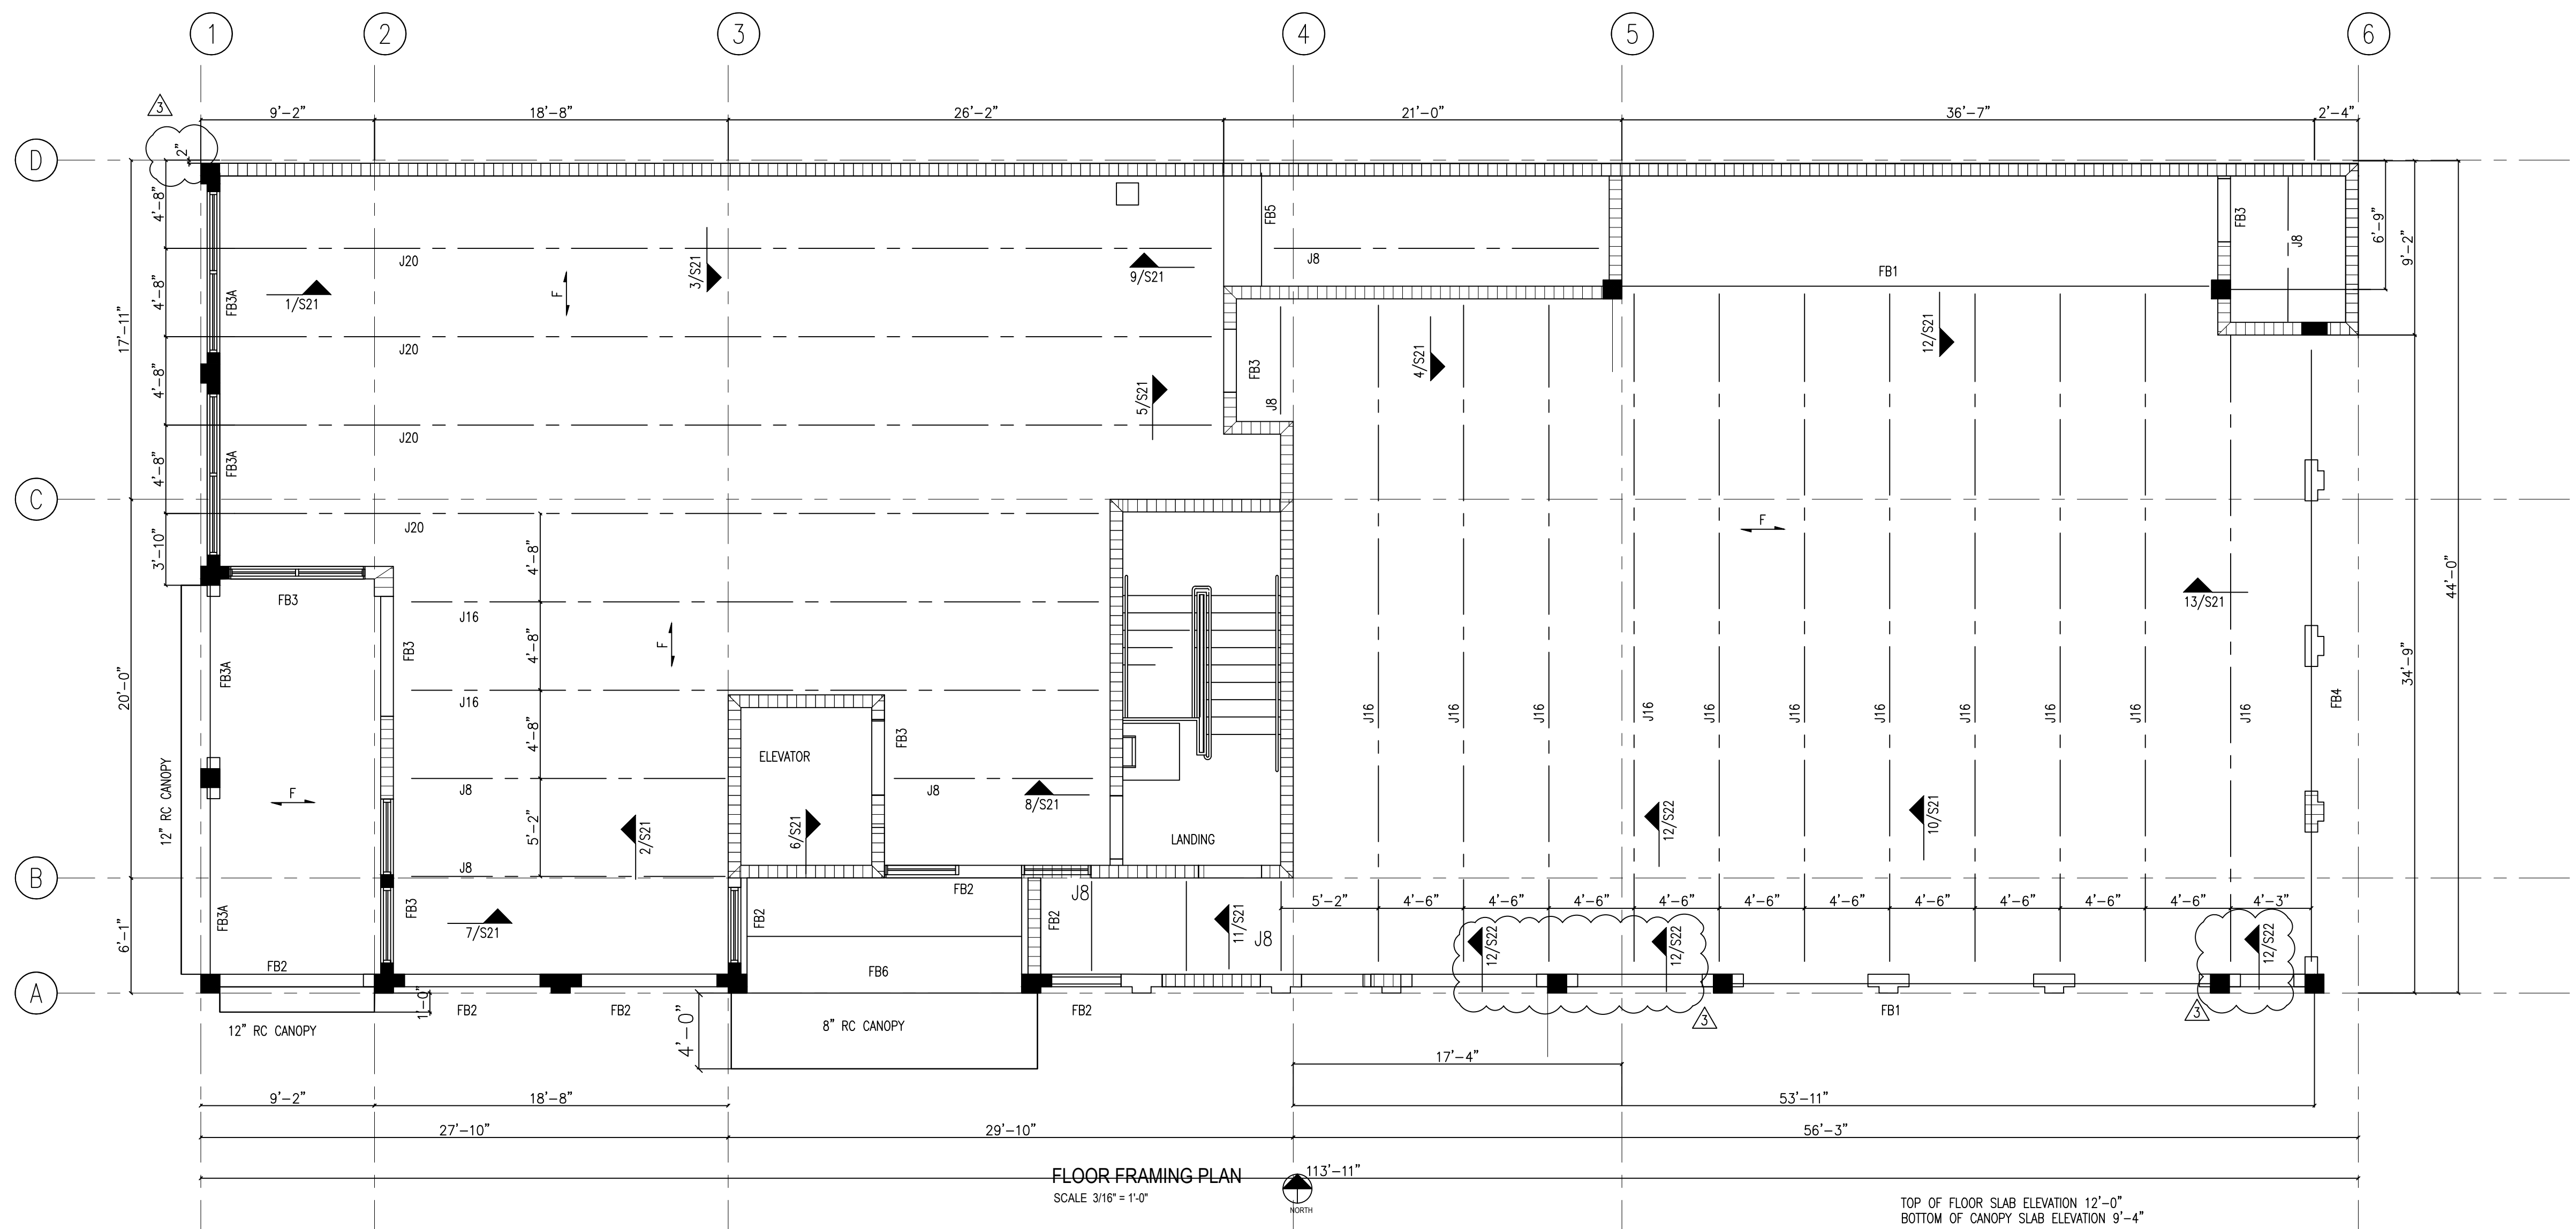 1 2 3 4 5 6
3
9'-2" 18'-8" 26'-2" 21'-0" 36'-7" 2'-4"
D
2"
4'-8"
FB5
FB3
J8
6'-9"
9'-2"
J20
J8
3/S21
9/S21
F
1/S21
FB3A
4'-8"
FB1
17'-11"
12/S21
4/S21
J20
FB3
4'-8"
5/S21
J8
J20
FB3A
4'-8"
C
J20
F
3'-10"
4'-8"
44'-0"
FB3
13/S21
J16
FB3
F
4'-8"
FB3A
34'-9"
20'-0"
J16
J16 J16 J16 J16 J16 J16 J16 J16 J16 J16 J16
FB4
4'-8"
FB3
ELEVATOR
J8
J8
F
8/S21
12" RC CANOPY
5'-2"
2/S21
6/S21
LANDING
12/S22
10/S21
J8
B
FB2
J8
5'-2" 4'-6" 4'-6" 4'-6" 4'-6" 4'-6" 4'-6" 4'-6" 4'-6" 4'-6" 4'-6" 4'-3"
FB3A
FB3
FB2
FB2
11/S21
7/S21
J8
6'-1"
12/S22
12/S22
12/S22
FB2
FB6
A
1'-0"
FB2
FB2
FB2
FB1
3
3
12" RC CANOPY
8" RC CANOPY
4'-0"
17'-4"
9'-2" 18'-8" 53'-11"
27'-10" 29'-10" 56'-3"
113'-11"
FLOOR FRAMING PLAN
SCALE 3/16" = 1'-0"
NORTH
TOP OF FLOOR SLAB ELEVATION 12'-0"
BOTTOM OF CANOPY SLAB ELEVATION 9'-4"